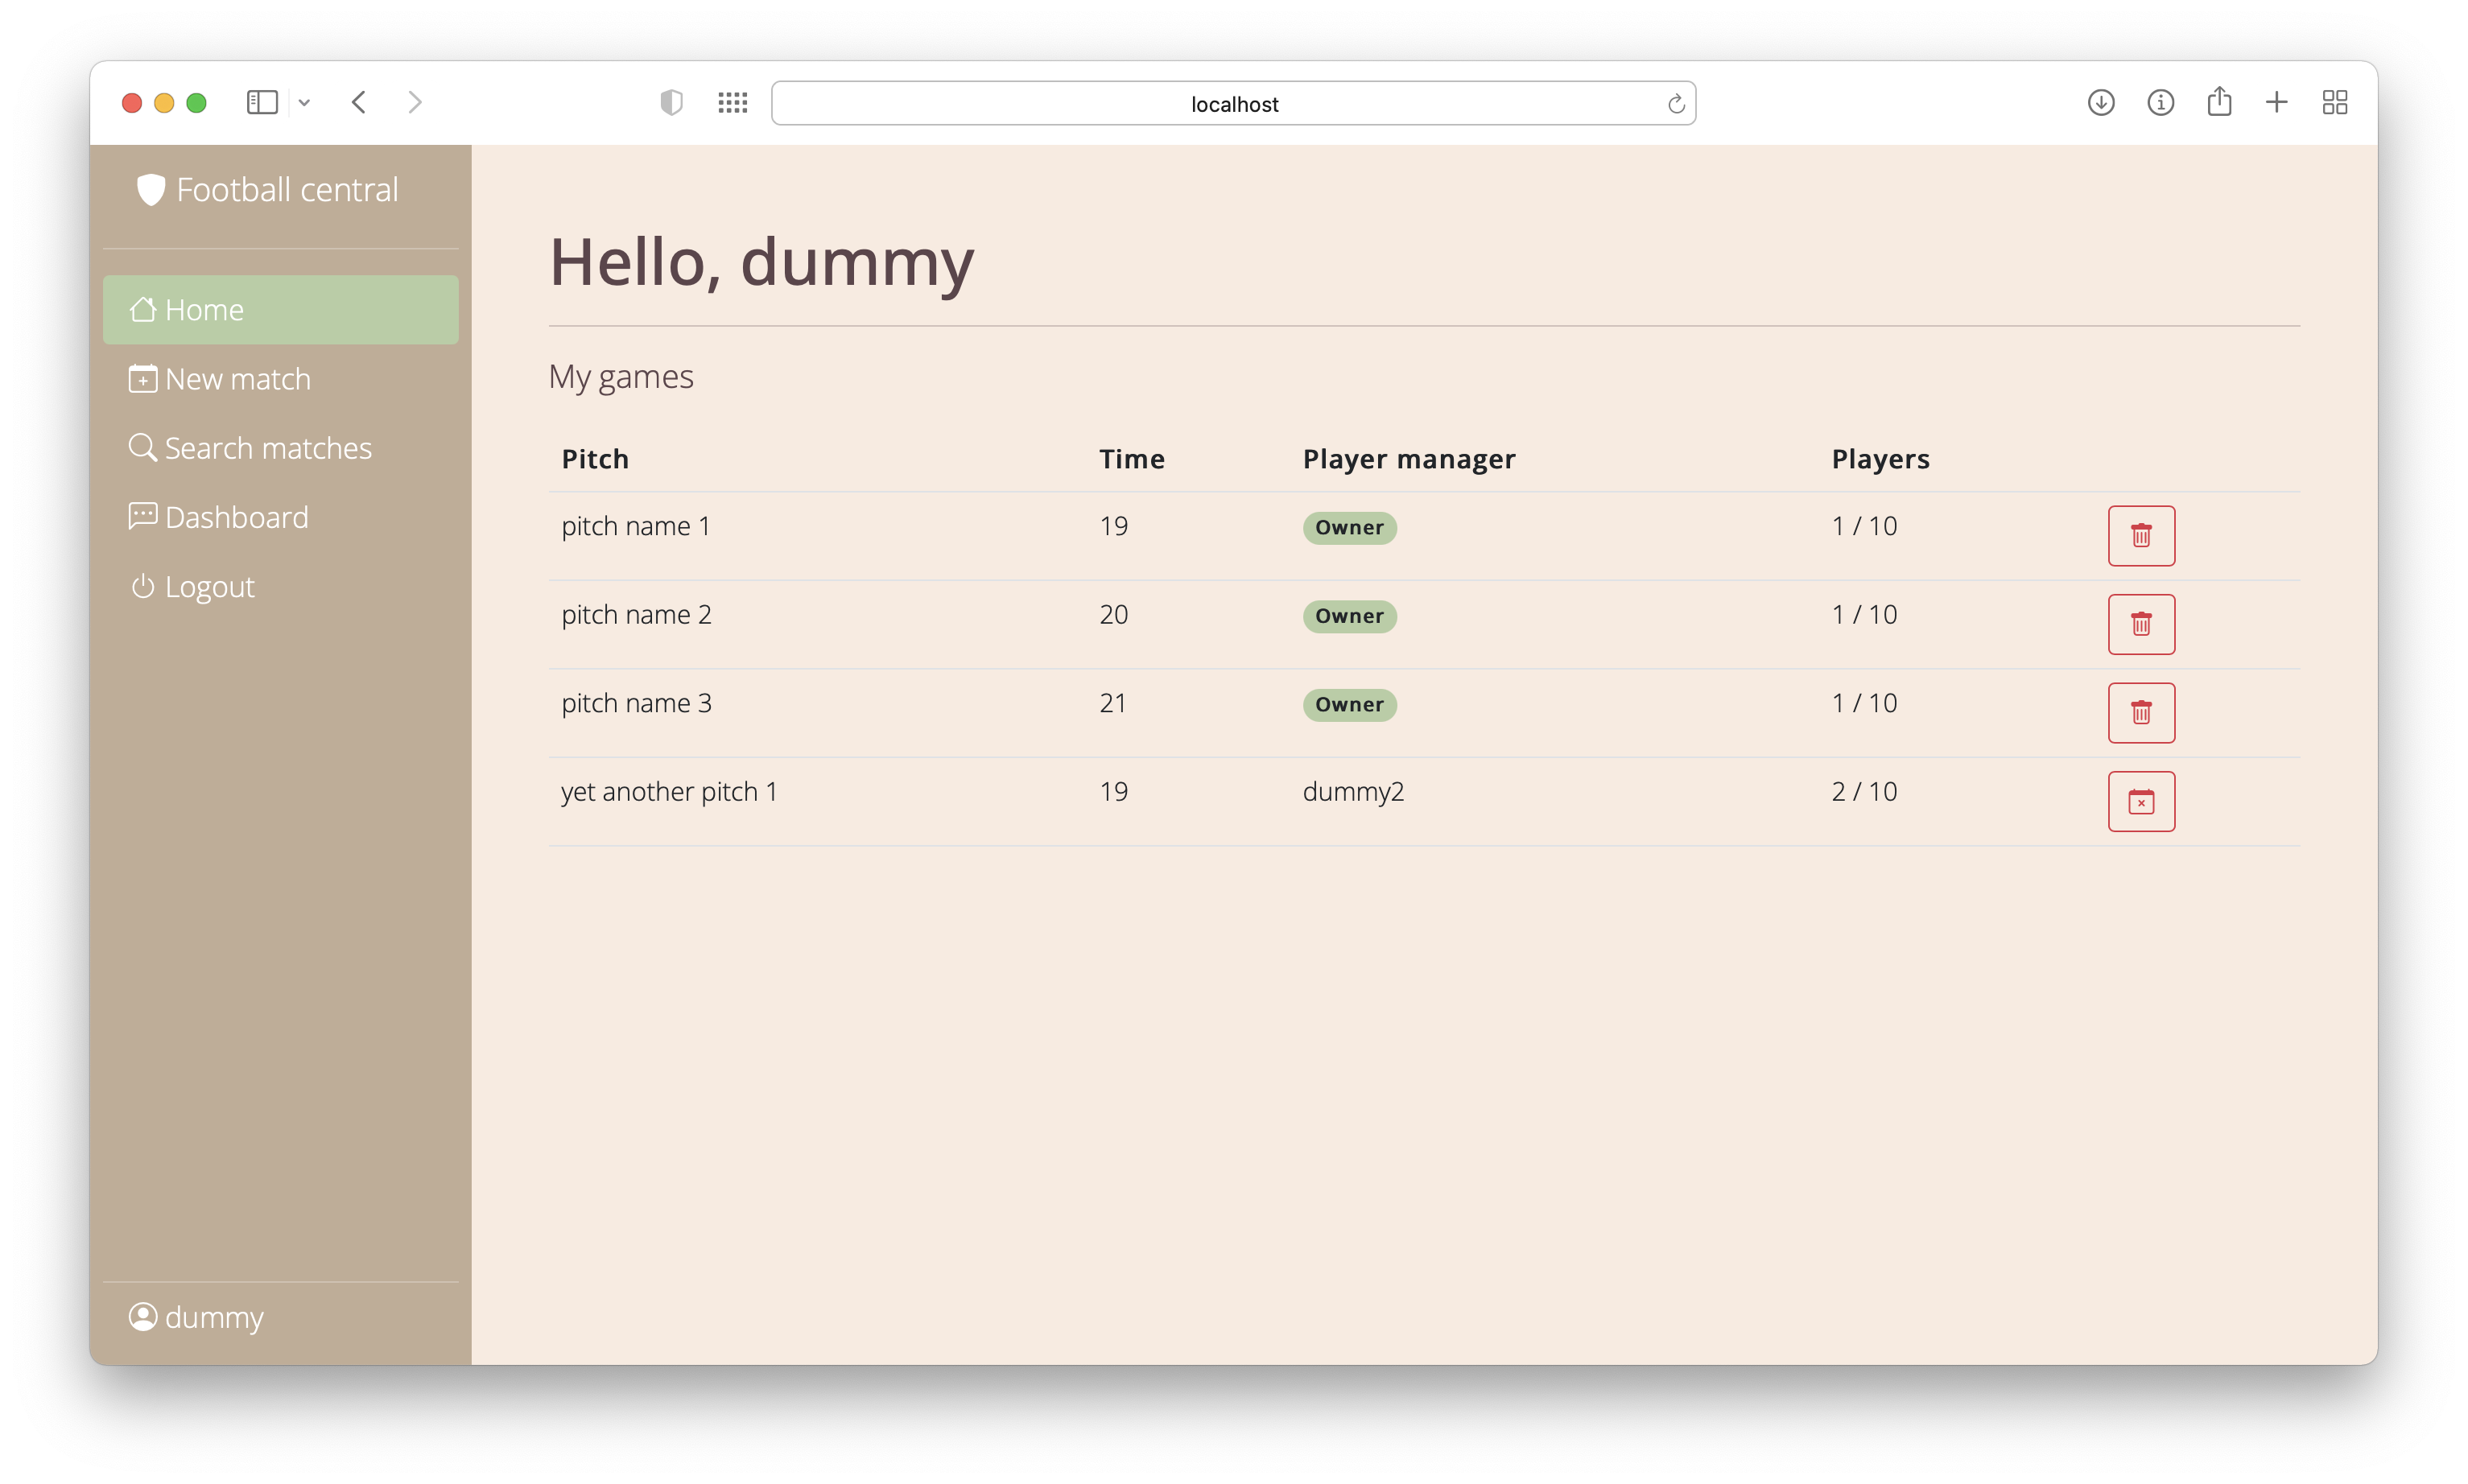 localhost
Football central
Home
New match
Search matches
Dashboard
Logout
dummy
Hello, dummy
My games
Pitch Time Player manager Players
pitch name 1 19 Owner 1 / 10
pitch name 2 20 Owner 1 / 10
pitch name 3 21 Owner 1 / 10
yet another pitch 1 19 dummy2 2 / 10